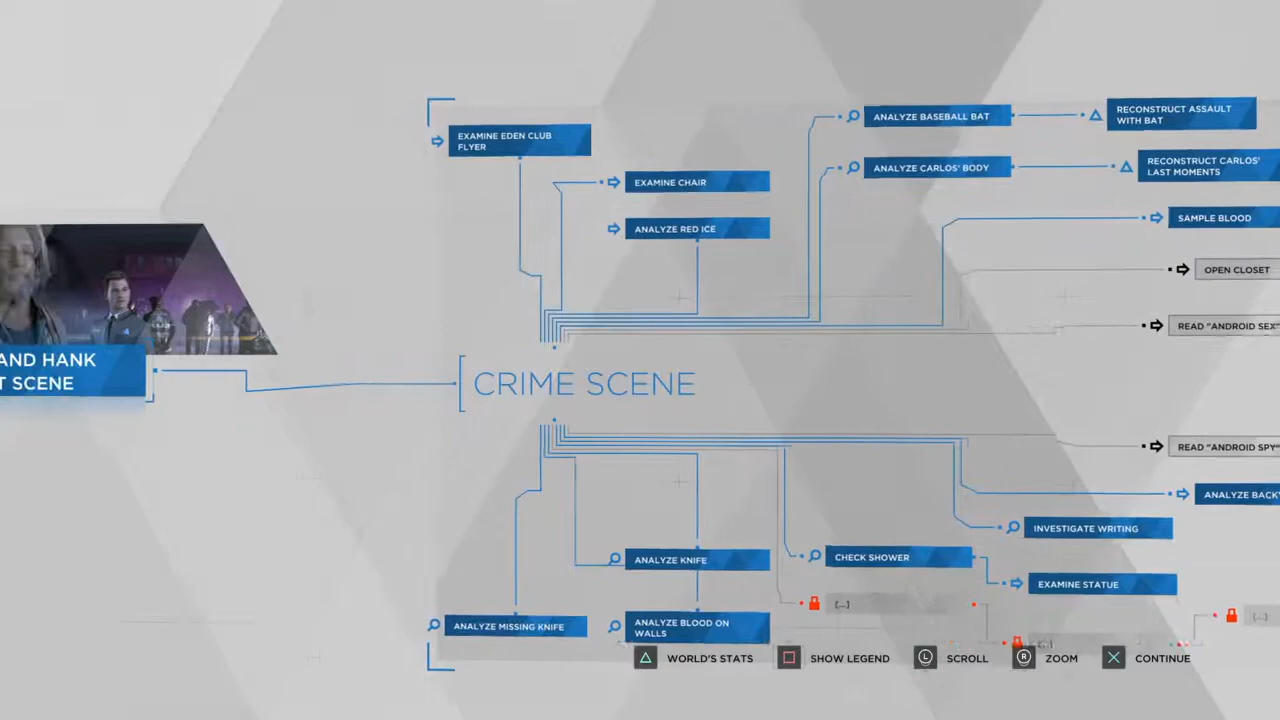 EXAMINE EDEN CLUB
FLYER
EXAMINE CHAIR
ANALYZE RED ICE
ANALYZE BASEBALL BAT
RECONSTRUCT ASSAULT
WITH BAT
ANALYZE CARLOS' BODY
RECONSTRUCT CARLOS'
LAST MOMENTS
SAMPLE BLOOD
OPEN CLOSET
READ "ANDROID SEX"
AND HANK
T SCENE
CRIME SCENE
READ "ANDROID SPY"
ANALYZE BACKY
INVESTIGATE WRITING
ANALYZE KNIFE
CHECK SHOWER
EXAMINE STATUE
[...]
[...]
ANALYZE MISSING KNIFE
ANALYZE BLOOD ON
WALLS
WORLD'S STATS
SHOW LEGEND
L
SCROLL
R
ZOOM
CONTINUE